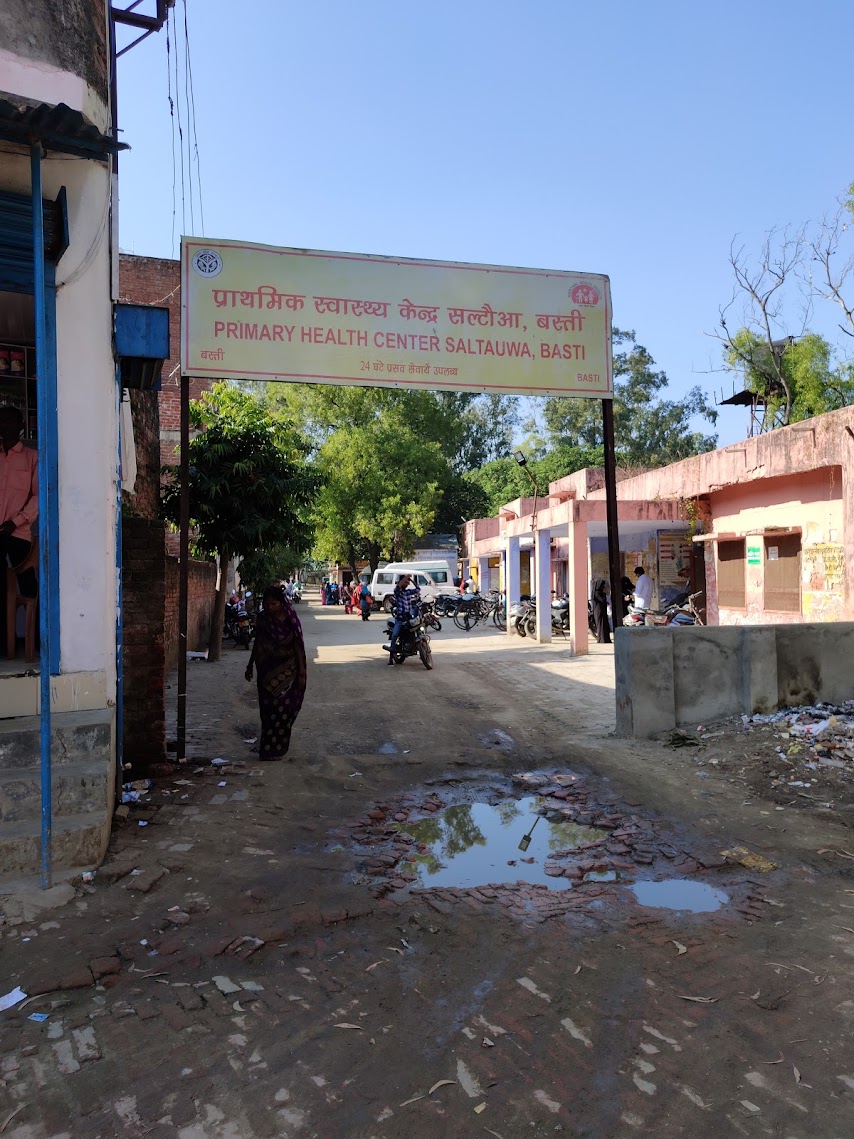 प्राथमिक स्वास्थ्य केन्द्र सल्टौआ, बस्ती
PRIMARY HEALTH CENTER SALTAUWA, BASTI
बस्ती
24 घंटे प्रसव सेवायें उपलब्ध
BASTI